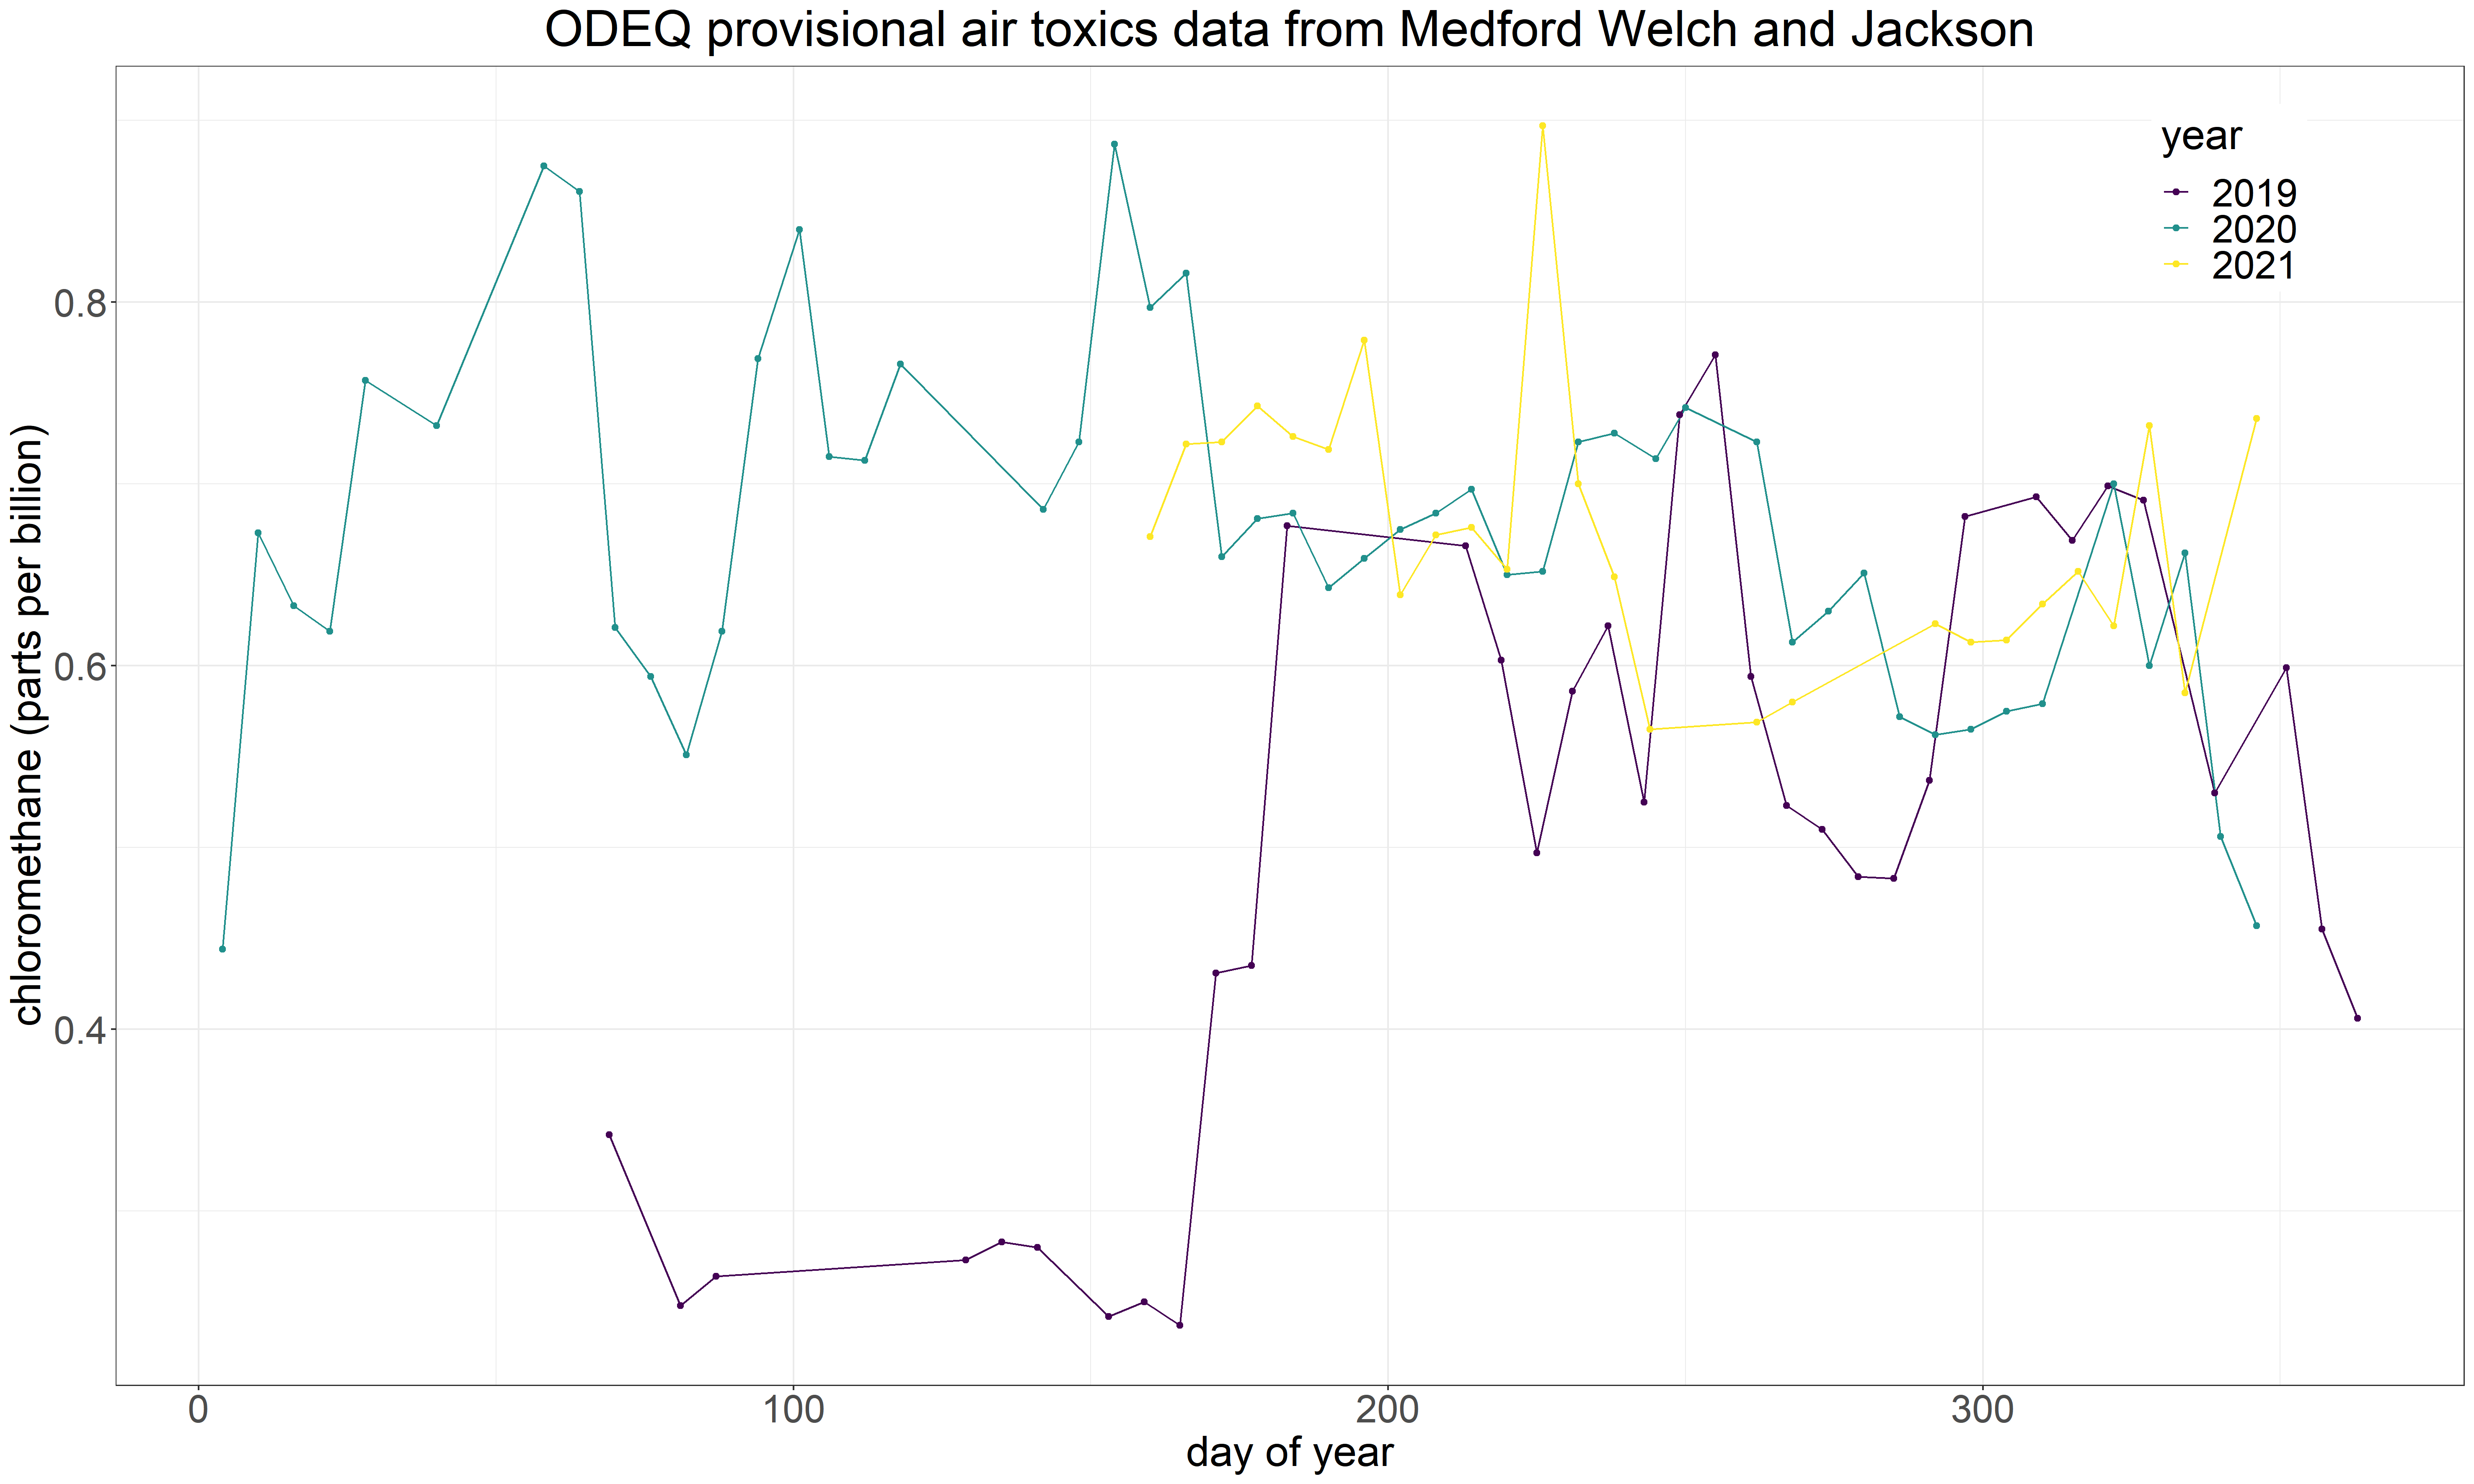 ODEQ provisional air toxics data from Medford Welch and Jackson
year
2019
2020
2021
0.8
0.6
0.4
chloromethane (parts per billion)
0
100
200
300
day of year